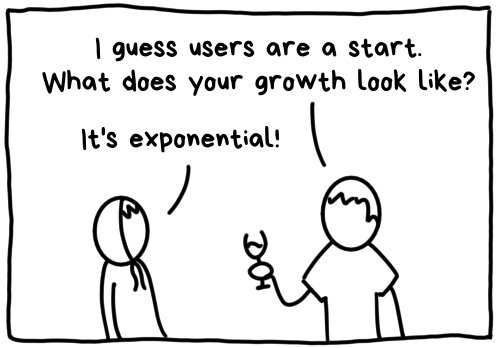 I guess users are a start.
What does your growth look like?
It's exponential!